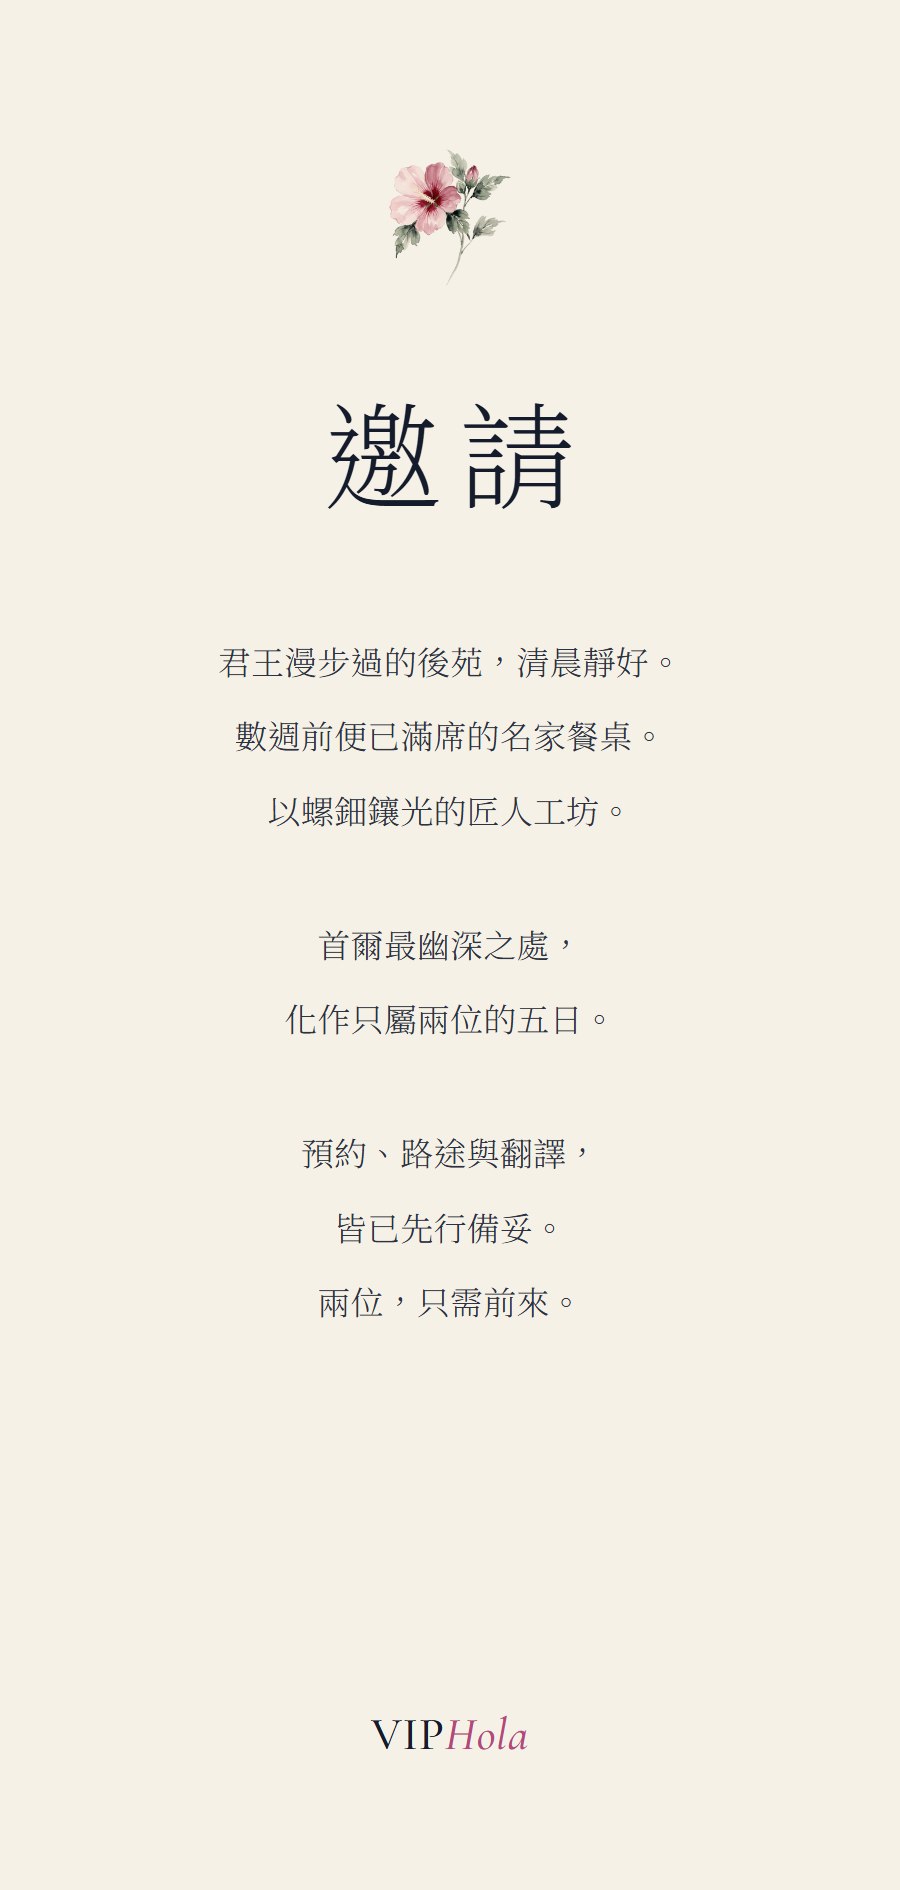 邀請
君王漫步過的後苑，清晨靜好。
數週前便已滿席的名家餐桌。
以螺鈿鑲光的匠人工坊。
首爾最幽深之處，
化作只屬兩位的五日。
預約、路途與翻譯，
皆已先行備妥。
兩位，只需前來。
VIPHola